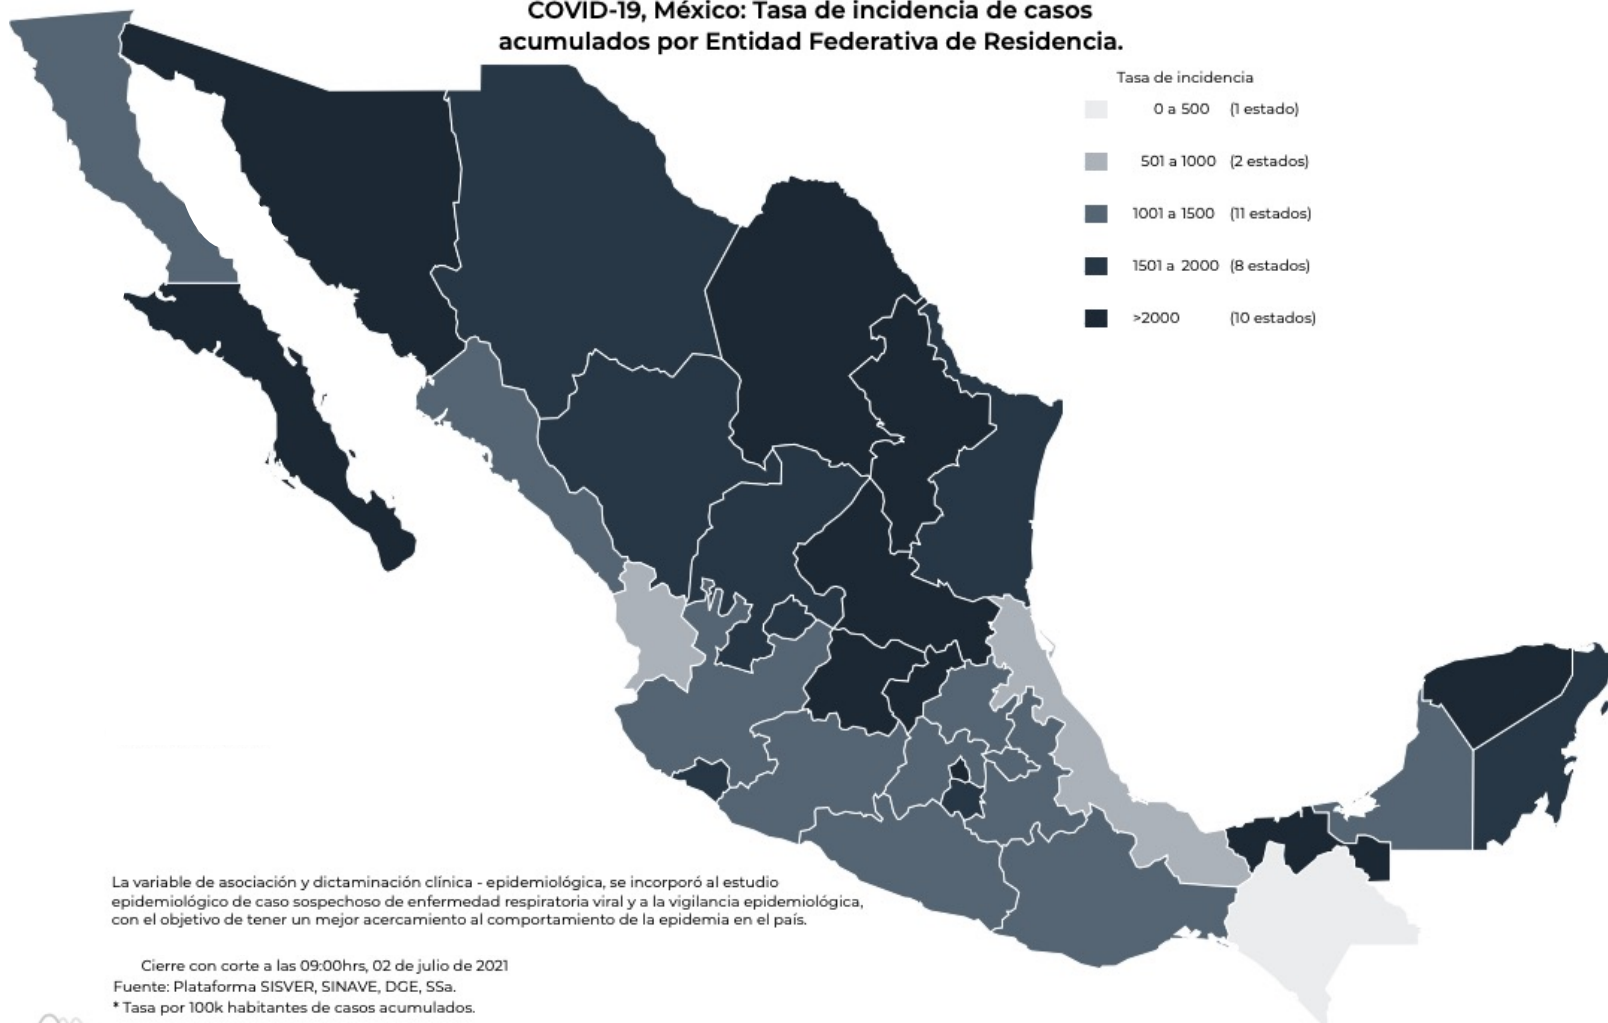 COVID-19, México: Tasa de incidencia de casos
acumulados por Entidad Federativa de Residencia.
Tasa de incidencia
0 a 500 (1 estado)
501 a 1000 (2 estados)
1001 a 1500 (11 estados)
1501 a 2000 (8 estados)
>2000 (10 estados)
La variable de asociación y dictaminación clínica - epidemiológica, se incorporó al estudio
epidemiológico de caso sospechoso de enfermedad respiratoria viral y a la vigilancia epidemiológica,
con el objetivo de tener un mejor acercamiento al comportamiento de la epidemia en el país.
Cierre con corte a las 09:00hrs, 02 de julio de 2021
Fuente: Plataforma SISVER, SINAVE, DGE, SSa.
* Tasa por 100k habitantes de casos acumulados.